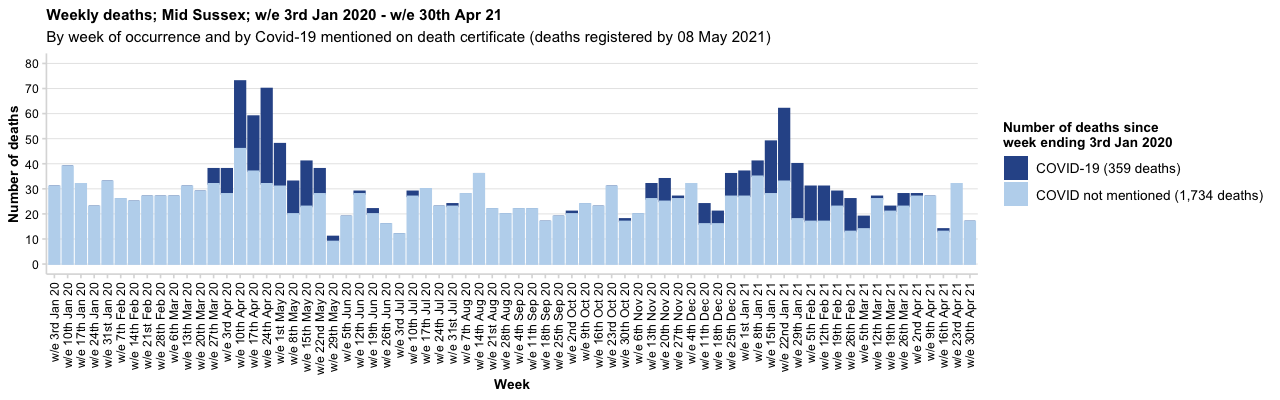 Weekly deaths; Mid Sussex; w/e 3rd Jan 2020 - w/e 30th Apr 21
By week of occurrence and by Covid-19 mentioned on death certificate (deaths registered by 08 May 2021)
Number of deaths
80
70
60
50
40
30
20
10
0
w/e 3rd Jan 20
w/e 10th Jan 20
w/e 17th Jan 20
w/e 24th Jan 20
w/e 31st Jan 20
w/e 7th Feb 20
w/e 14th Feb 20
w/e 21st Feb 20
w/e 28th Feb 20
w/e 6th Mar 20
w/e 13th Mar 20
w/e 20th Mar 20
w/e 27th Mar 20
w/e 3rd Apr 20
w/e 10th Apr 20
w/e 17th Apr 20
w/e 24th Apr 20
w/e 1st May 20
w/e 8th May 20
w/e 15th May 20
w/e 22nd May 20
w/e 29th May 20
w/e 5th Jun 20
w/e 12th Jun 20
w/e 19th Jun 20
w/e 26th Jun 20
w/e 3rd Jul 20
w/e 10th Jul 20
w/e 17th Jul 20
w/e 24th Jul 20
w/e 31st Jul 20
w/e 7th Aug 20
w/e 14th Aug 20
w/e 21st Aug 20
w/e 28th Aug 20
w/e 4th Sep 20
w/e 11th Sep 20
w/e 18th Sep 20
w/e 25th Sep 20
w/e 2nd Oct 20
w/e 9th Oct 20
w/e 16th Oct 20
w/e 23rd Oct 20
w/e 30th Oct 20
w/e 6th Nov 20
w/e 13th Nov 20
w/e 20th Nov 20
w/e 27th Nov 20
w/e 4th Dec 20
w/e 11th Dec 20
w/e 18th Dec 20
w/e 25th Dec 20
w/e 1st Jan 21
w/e 8th Jan 21
w/e 15th Jan 21
w/e 22nd Jan 21
w/e 29th Jan 21
w/e 5th Feb 21
w/e 12th Feb 21
w/e 19th Feb 21
w/e 26th Feb 21
w/e 5th Mar 21
w/e 12th Mar 21
w/e 19th Mar 21
w/e 26th Mar 21
w/e 2nd Apr 21
w/e 9th Apr 21
w/e 16th Apr 21
w/e 23rd Apr 21
w/e 30th Apr 21
Week
Number of deaths since
week ending 3rd Jan 2020
COVID-19 (359 deaths)
COVID not mentioned (1,734 deaths)